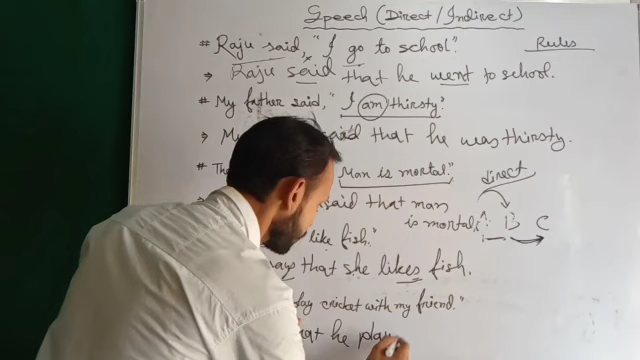 Speech (Direct/Indirect)
# Raju said, "I go to school".
Rules
⇒ Raju said that he went to school.
# My father said, "I am thirsty".
⇒ My said that he was thirsty.
# The Man is mortal."
direct
said that man
is mortal.
A B C
like fish."
says that she likes fish.
play cricket with my friend."
that he play